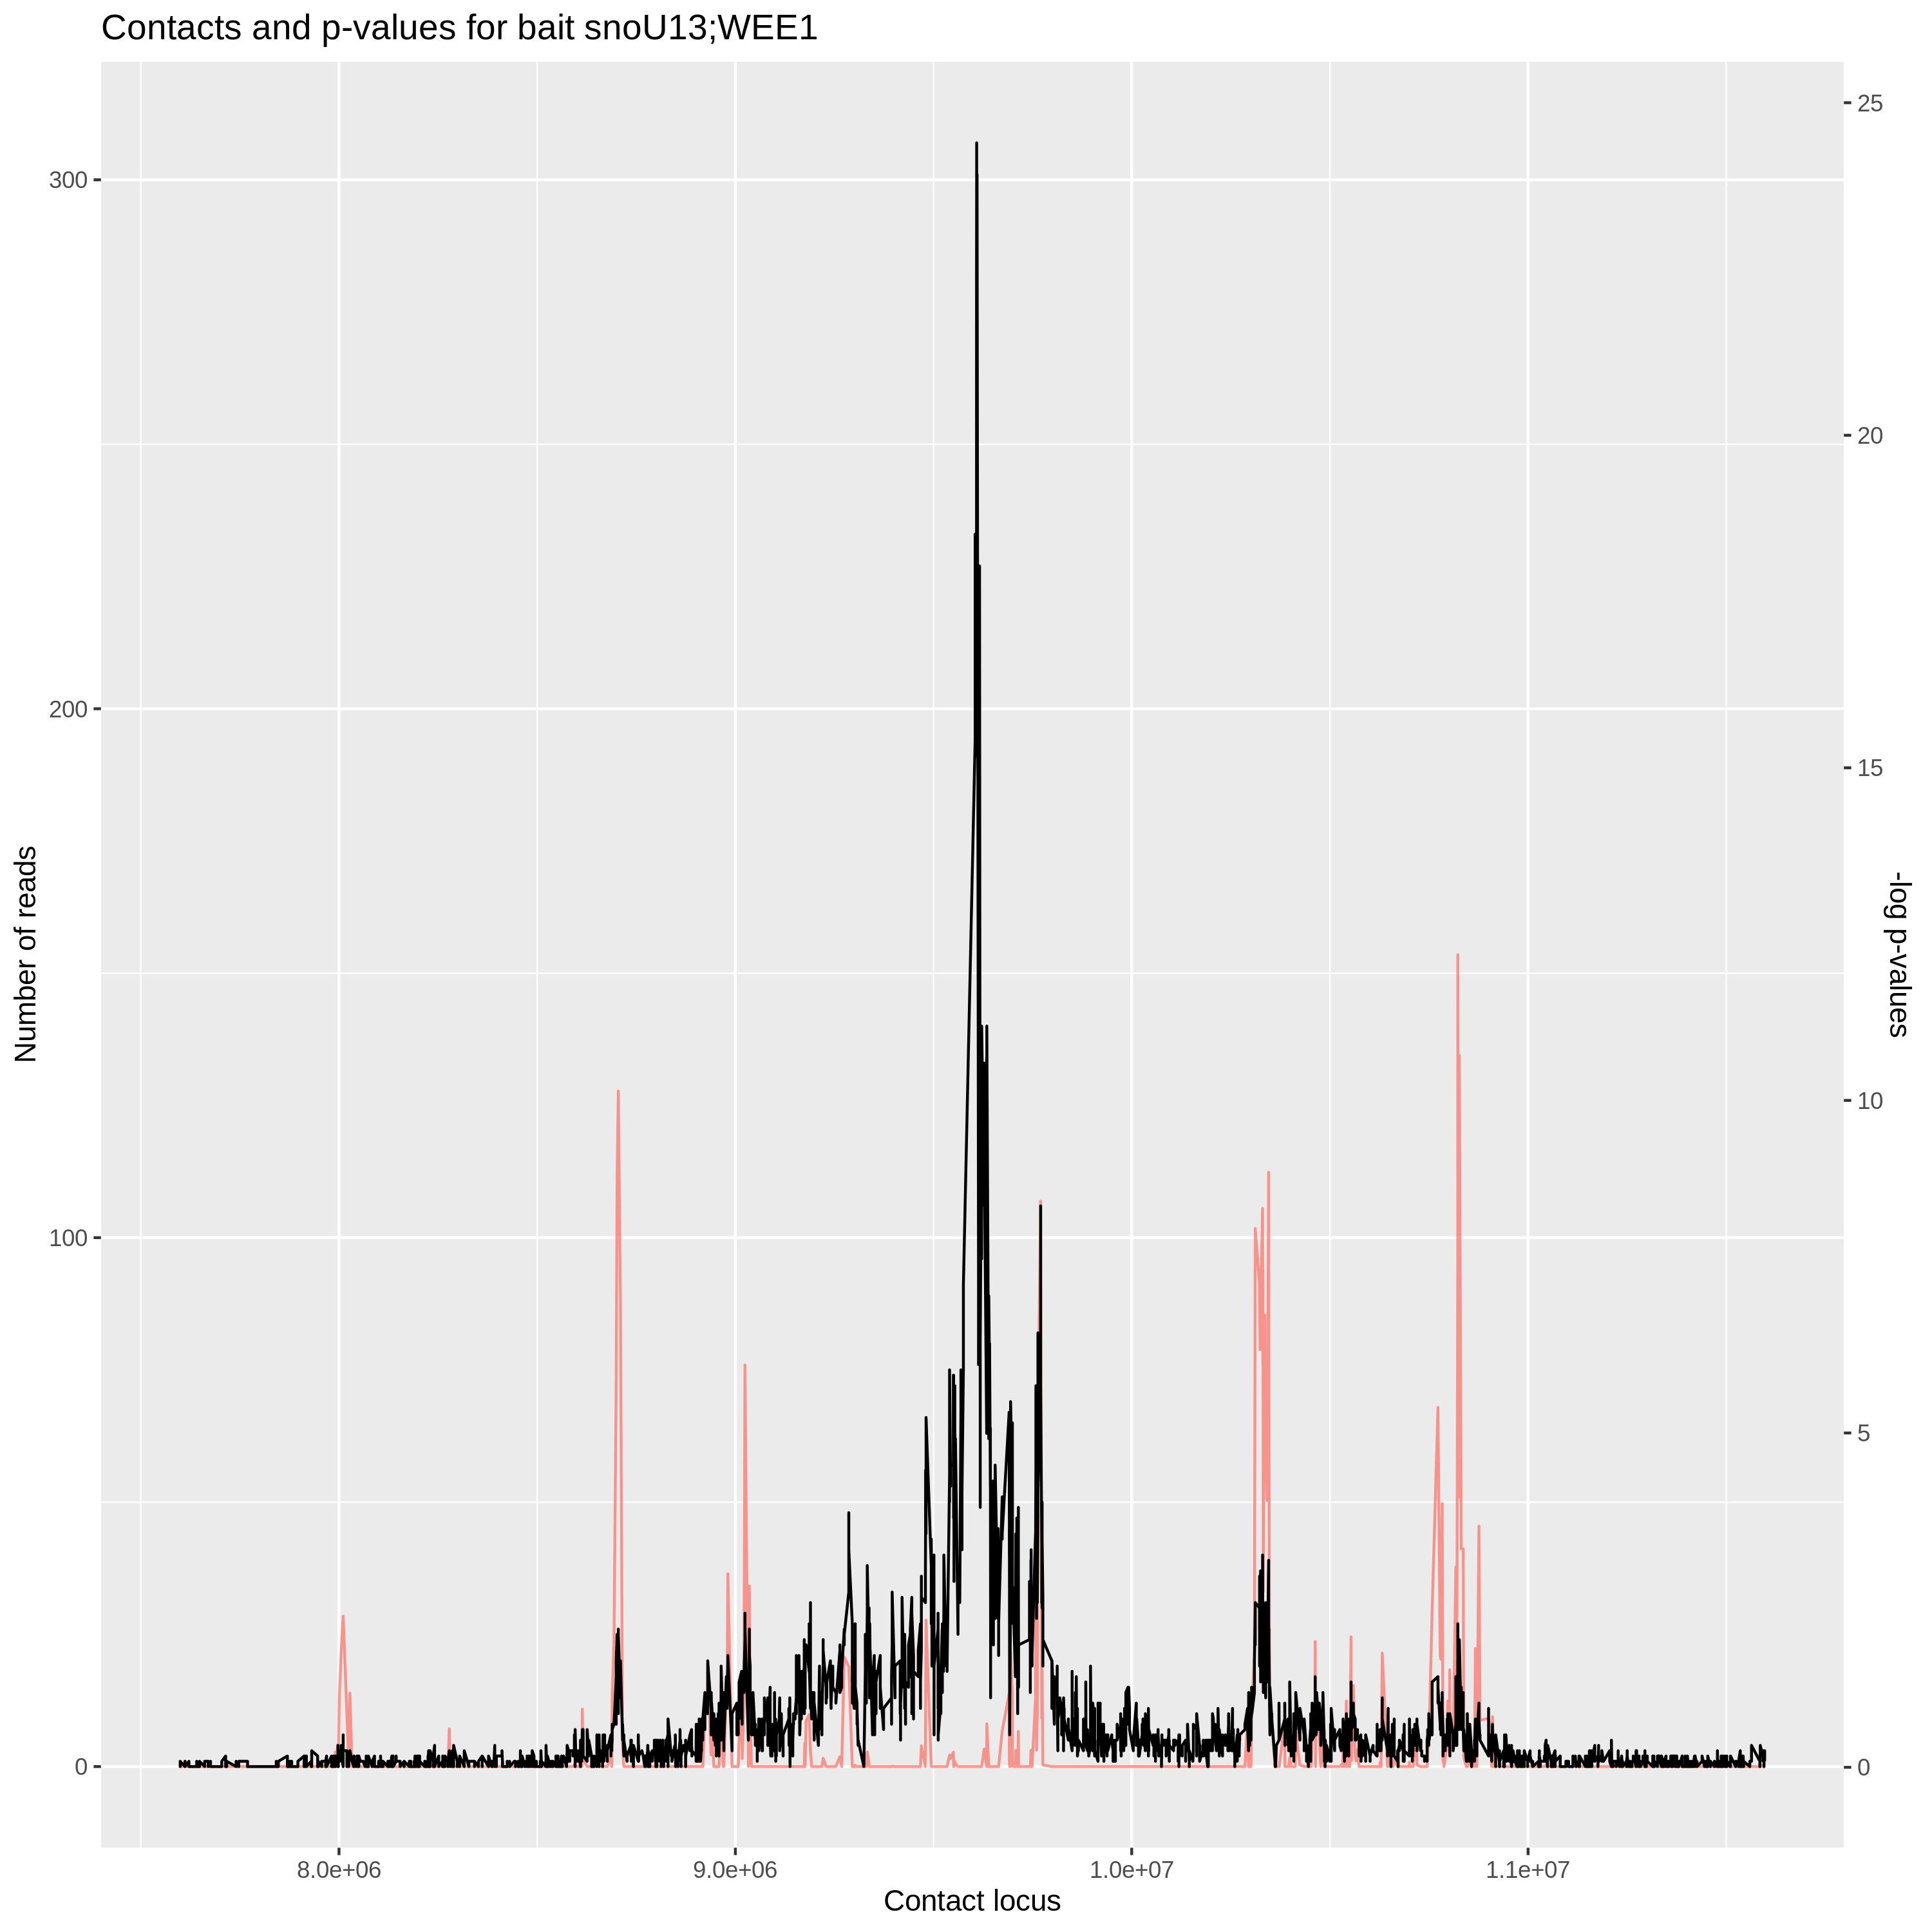 Contacts and p-values for bait snoU13;WEE1
300
200
100
0
Number of reads
25
20
15
10
5
0
-log p-values
8.0e+06
9.0e+06
1.0e+07
1.1e+07
Contact locus